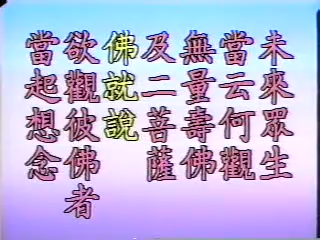 未來眾生
當云何觀
無量壽佛
及二菩薩
佛就說
欲觀彼佛者
當起想念